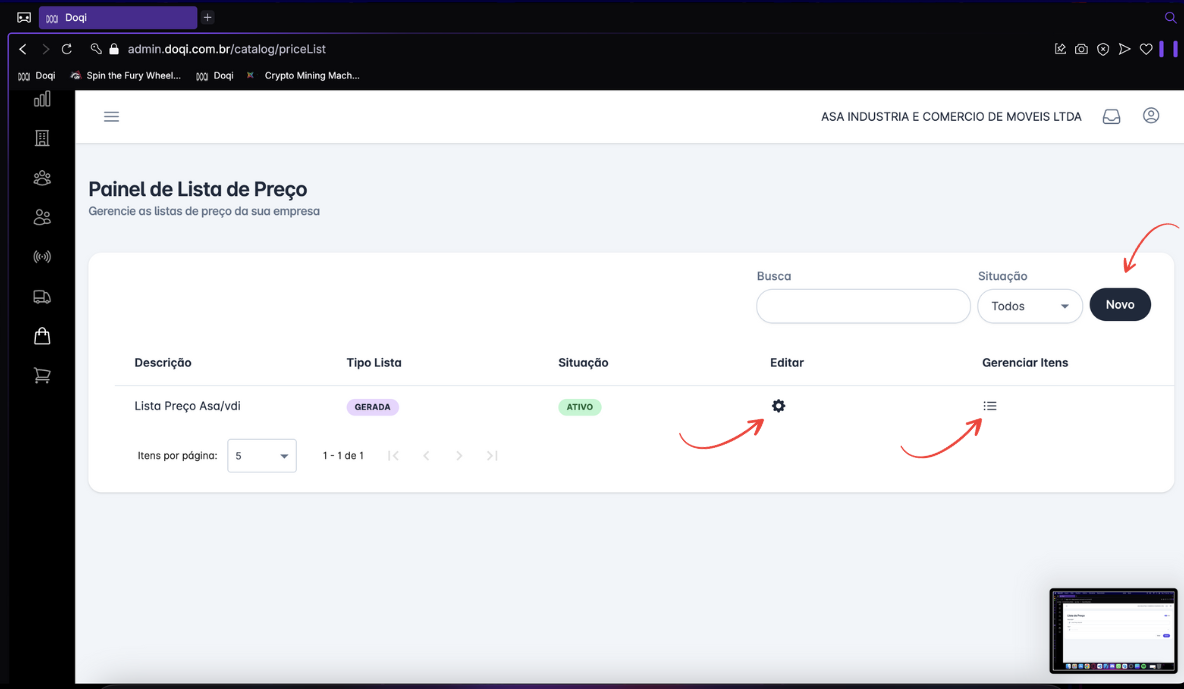 Doqi
admin.doqi.com.br/catalog/priceList
Doqi
Spin the Fury Wheel...
Doqi
Crypto Mining Mach...
ASA INDUSTRIA E COMERCIO DE MOVEIS LTDA
Painel de Lista de Preço
Gerencie as listas de preço da sua empresa
Busca
Situação
Todos
Novo
Descrição
Tipo Lista
Situação
Editar
Gerenciar Itens
Lista Preço Asa/vdi
GERADA
ATIVO
Itens por página:
5
1 - 1 de 1